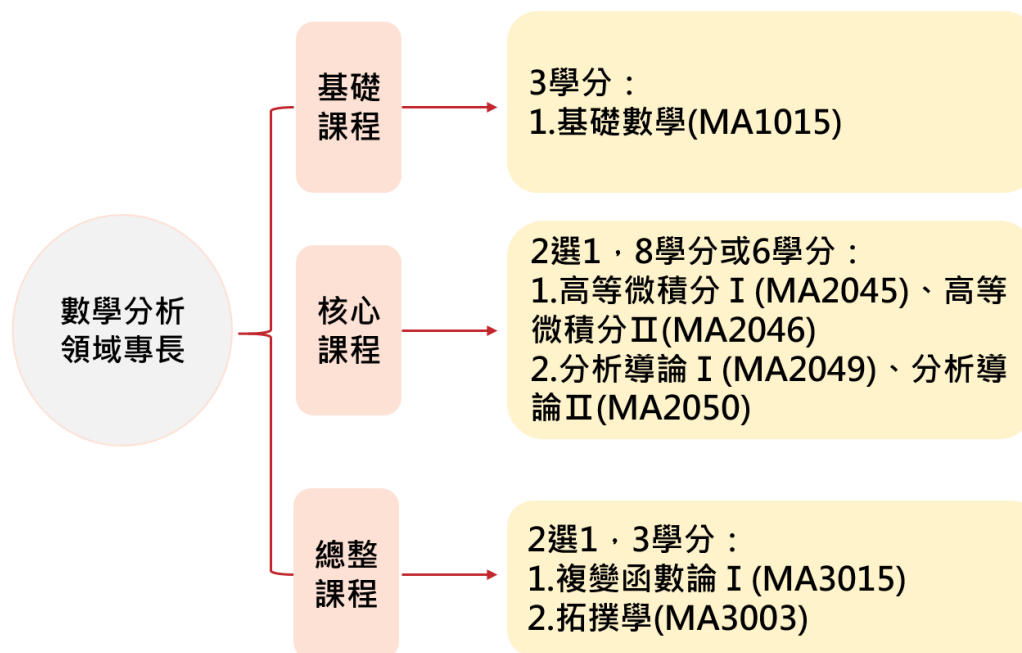 數學分析
領域專長
基礎
課程
3學分：
1.基礎數學(MA1015)
核心
課程
2選1，8學分或6學分：
1.高等微積分Ⅰ(MA2045)、高等
微積分Ⅱ(MA2046)
2.分析導論Ⅰ(MA2049)、分析導
論Ⅱ(MA2050)
總整
課程
2選1，3學分：
1.複變函數論Ⅰ(MA3015)
2.拓撲學(MA3003)